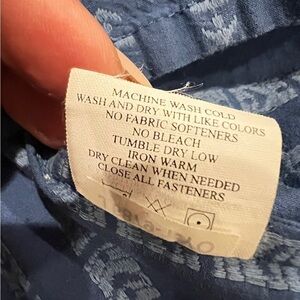 MACHINE WASH COLD
WASH AND DRY WITH LIKE COLORS
NO FABRIC SOFTENERS
NO BLEACH
TUMBLE DRY LOW
IRON WARM
DRY CLEAN WHEN NEEDED
CLOSE ALL FASTENERS